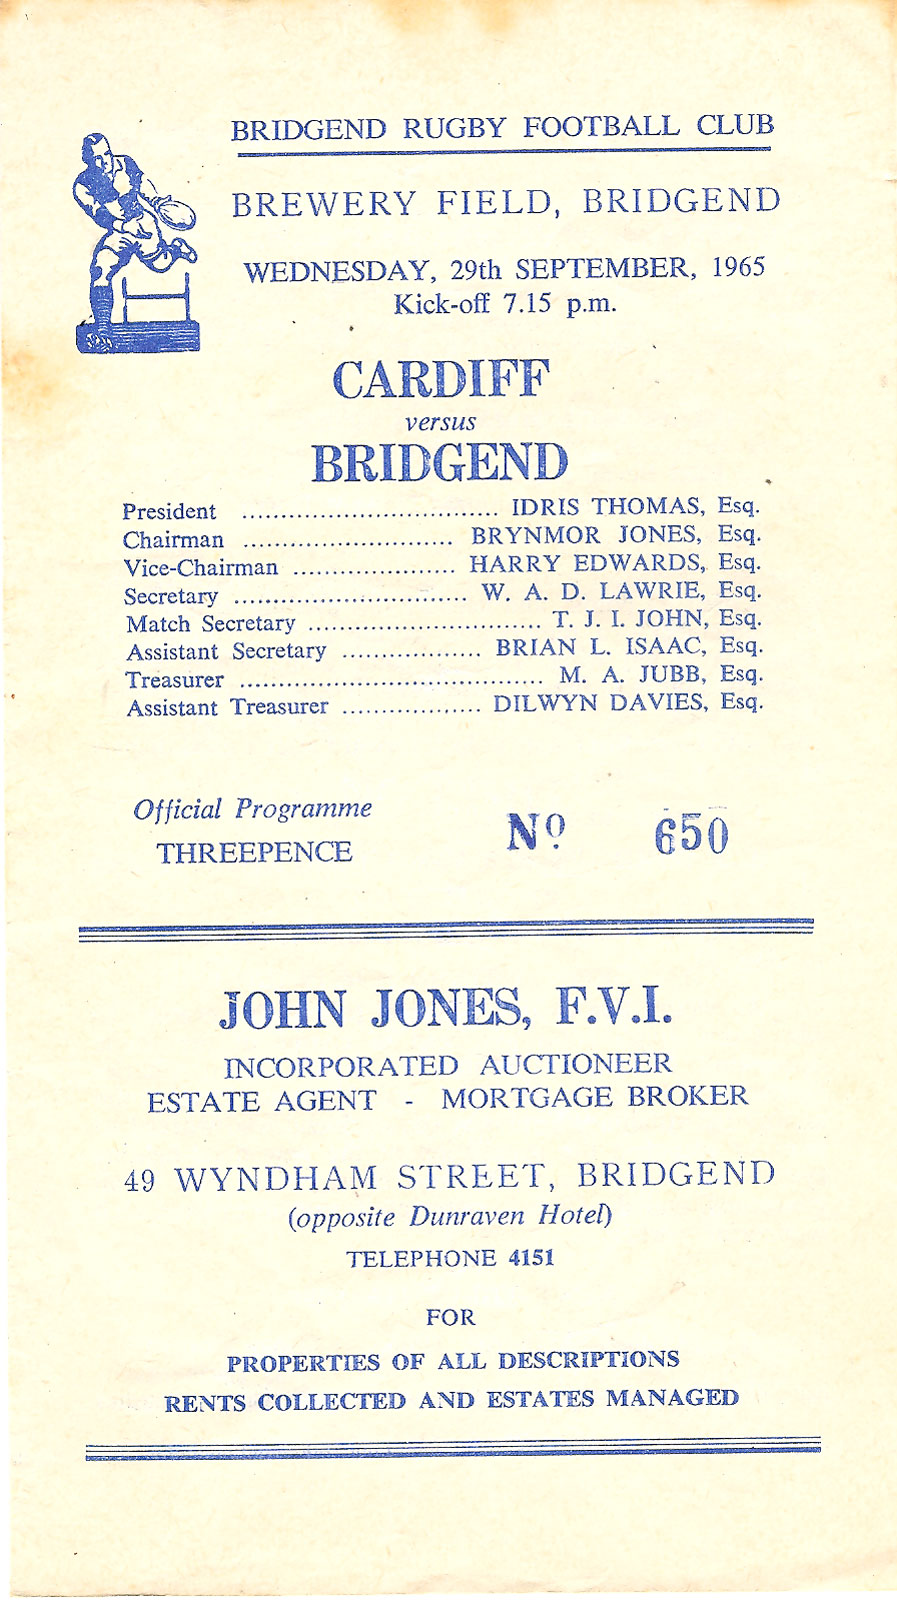 BRIDGEND RUGBY FOOTBALL CLUB
BREWERY FIELD, BRIDGEND
WEDNESDAY, 29th SEPTEMBER, 1965
Kick-off 7.15 p.m.
CARDIFF
versus
BRIDGEND
President ................................. IDRIS THOMAS, Esq.
Chairman ........................... BRYNMOR JONES, Esq.
Vice-Chairman ..................... HARRY EDWARDS, Esq.
Secretary .............................. W. A. D. LAWRIE, Esq.
Match Secretary .............................. T. J. I. JOHN, Esq.
Assistant Secretary .................. BRIAN L. ISAAC, Esq.
Treasurer ....................................... M. A. JUBB, Esq.
Assistant Treasurer .................. DILWYN DAVIES, Esq.
Official Programme
THREEPENCE
Nº 650
JOHN JONES, F.V.I.
INCORPORATED AUCTIONEER
ESTATE AGENT - MORTGAGE BROKER
49 WYNDHAM STREET, BRIDGEND
(opposite Dunraven Hotel)
TELEPHONE 4151
FOR
PROPERTIES OF ALL DESCRIPTIONS
RENTS COLLECTED AND ESTATES MANAGED